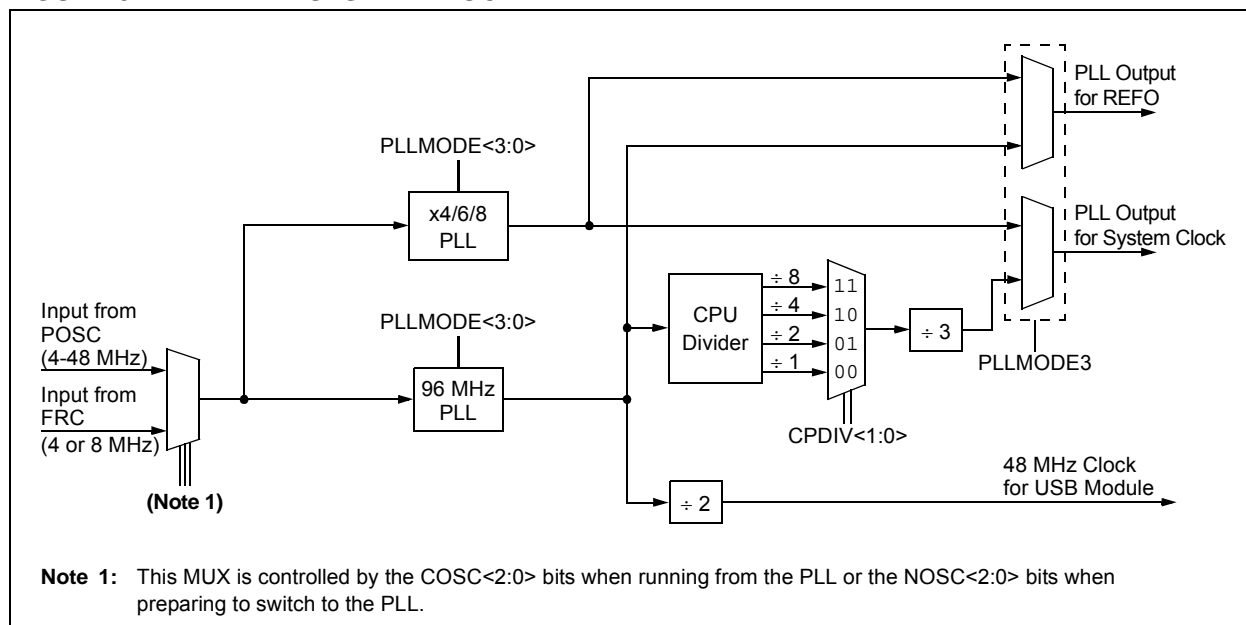 PLL Output
for REFO
PLLMODE<3:0>
x4/6/8
PLL
PLL Output
for System Clock
Input from
POSC
(4-48 MHz)
Input from
FRC
(4 or 8 MHz)
(Note 1)
PLLMODE<3:0>
96 MHz
PLL
CPU
Divider
÷ 8
÷ 4
÷ 2
÷ 1
11
10
01
00
CPDIV<1:0>
÷ 3
PLLMODE3
÷ 2
48 MHz Clock
for USB Module
Note 1: This MUX is controlled by the COSC<2:0> bits when running from the PLL or the NOSC<2:0> bits when
preparing to switch to the PLL.